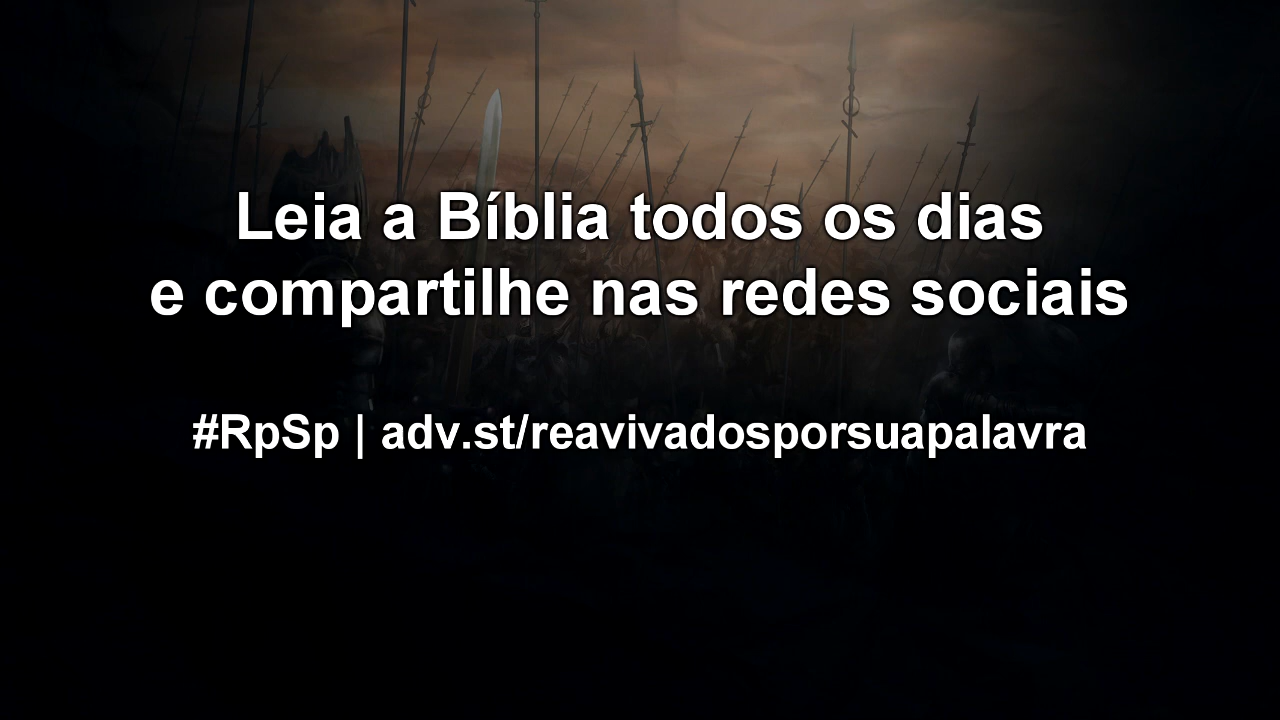 Leia a Bíblia todos os dias
e compartilhe nas redes sociais
#RpSp | adv.st/reavivadosporsuapalavra